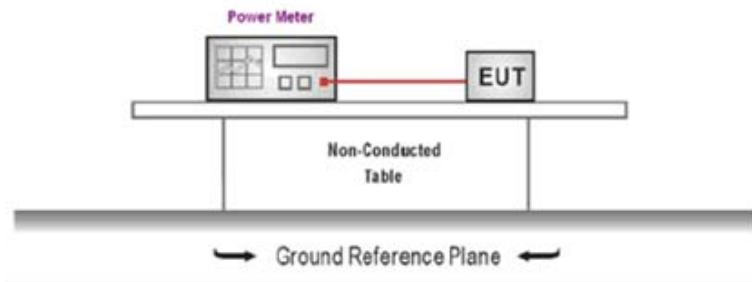 Power Meter
EUT
Non-Conducted
Table
Ground Reference Plane